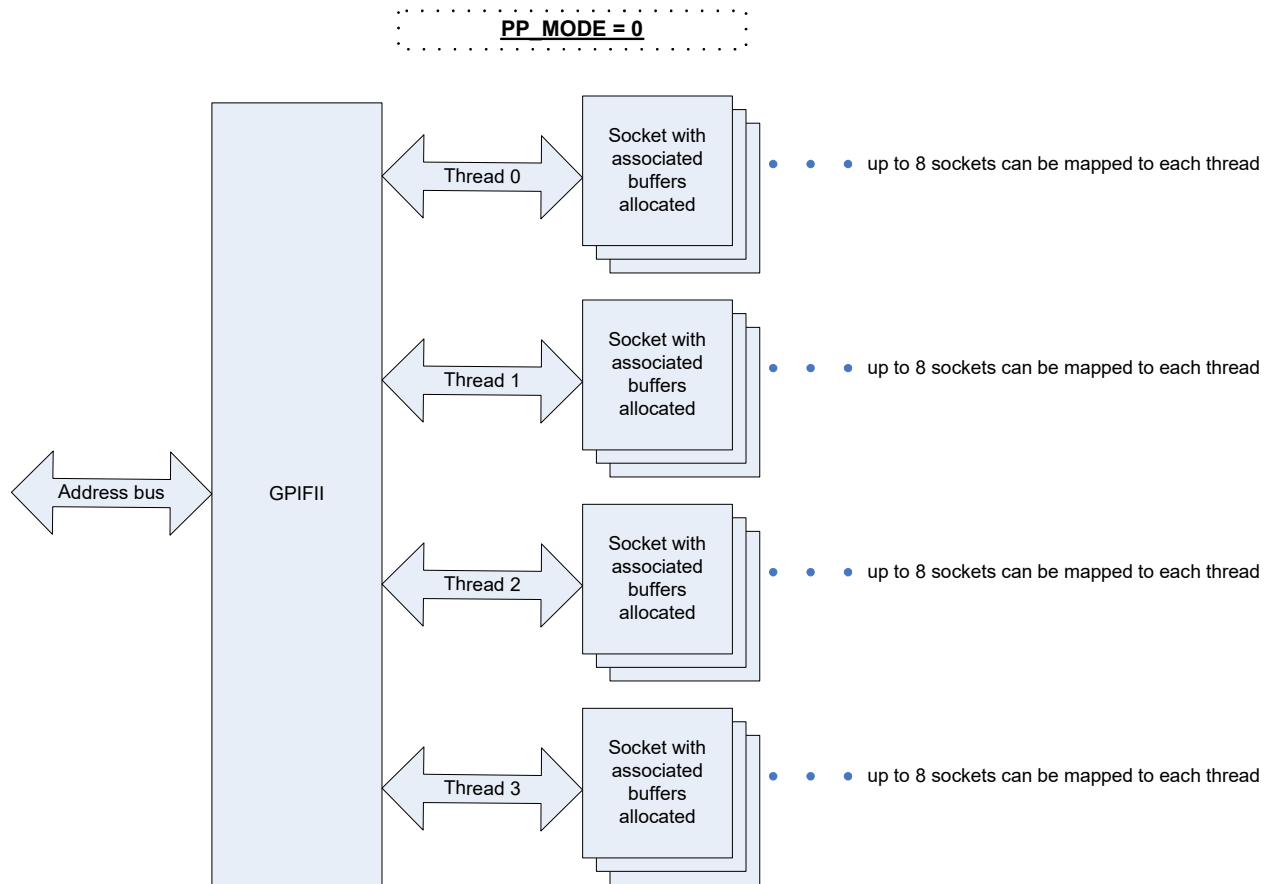 PP_MODE = 0
Socket with
associated
buffers
allocated
Thread 0
up to 8 sockets can be mapped to each thread
Socket with
associated
buffers
allocated
Thread 1
up to 8 sockets can be mapped to each thread
Address bus
GPIFII
Socket with
associated
buffers
allocated
Thread 2
up to 8 sockets can be mapped to each thread
Socket with
associated
buffers
allocated
Thread 3
up to 8 sockets can be mapped to each thread